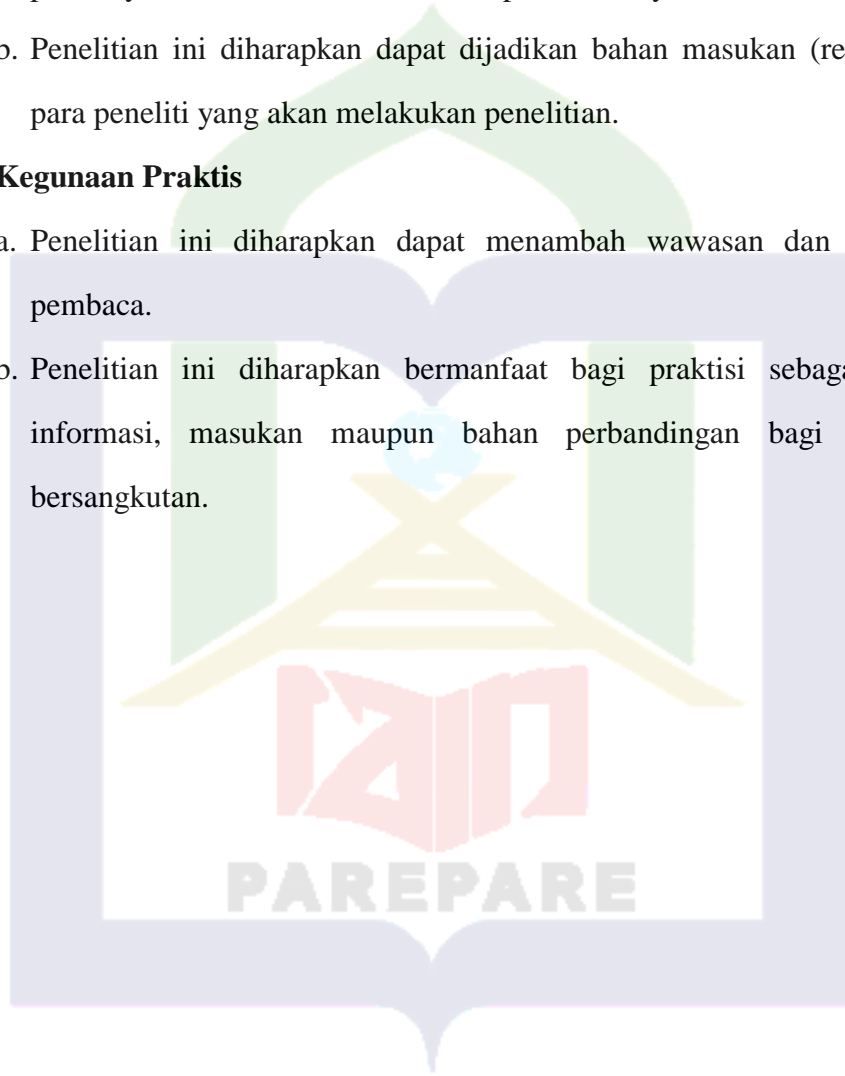 b. Penelitian ini diharapkan dapat dijadikan bahan masukan (re
para peneliti yang akan melakukan penelitian.
Kegunaan Praktis
a. Penelitian ini diharapkan dapat menambah wawasan dan
pembaca.
b. Penelitian ini diharapkan bermanfaat bagi praktisi sebaga
informasi, masukan maupun bahan perbandingan bagi
bersangkutan.
iain
PAREPARE